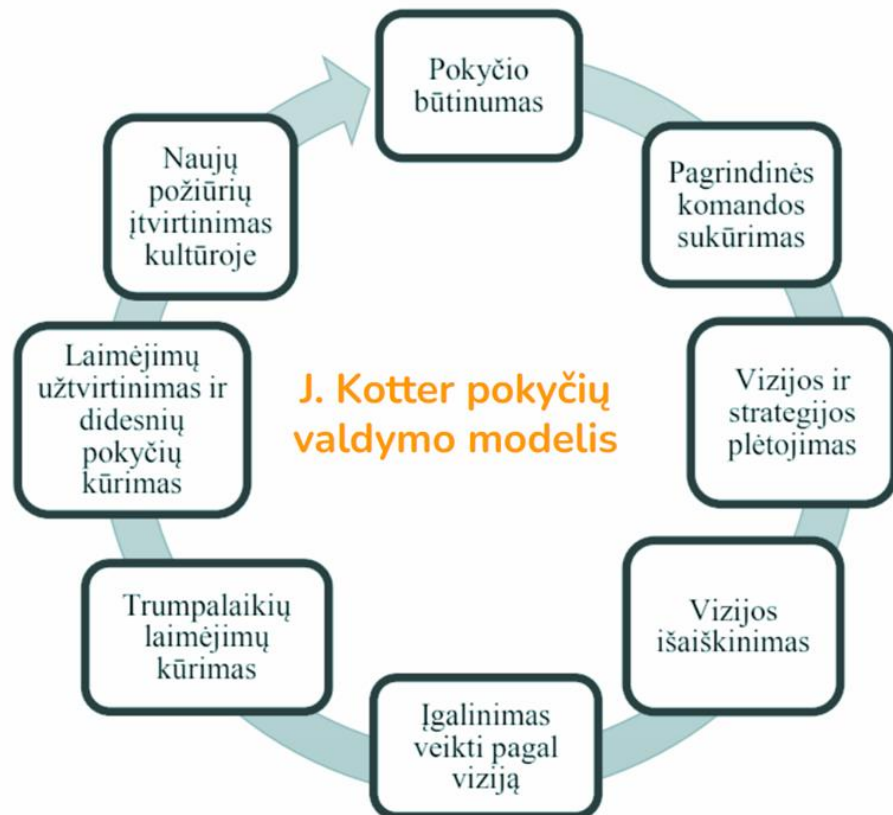 Pokyčio
būtinumas
Pagrindinės
komandos
sukūrimas
Vizijos ir
strategijos
plėtojimas
Vizijos
išaiškinimas
Įgalinimas
veikti pagal
viziją
Trumpalaikių
laimėjimų
kūrimas
Laimėjimų
užtvirtinimas ir
didesnių
pokyčių
kūrimas
Naujų
požiūrių
įtvirtinimas
kultūroje
J. Kotter pokyčių
valdymo modelis